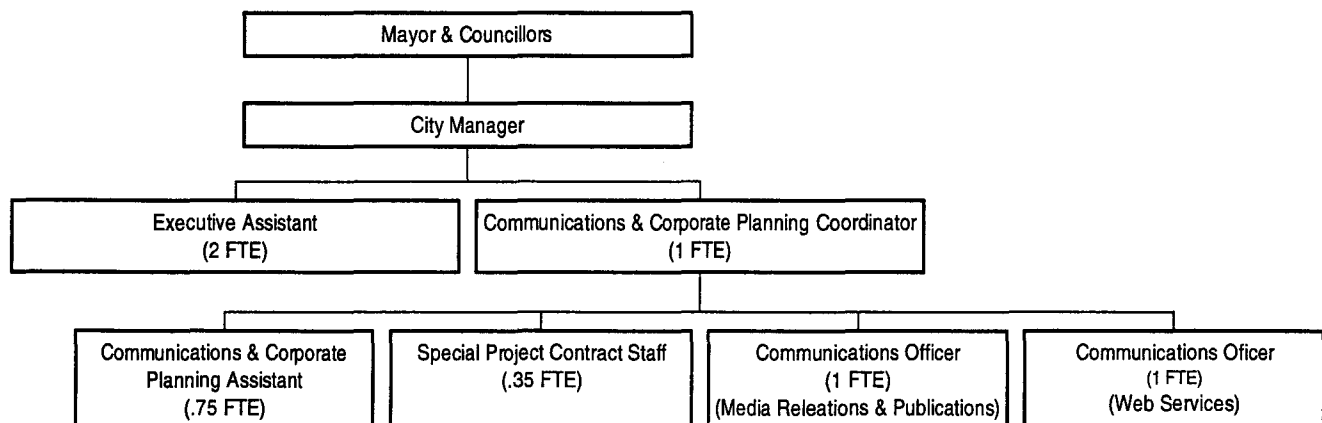 Mayor & Councillors
City Manager
Executive Assistant
(2 FTE)
Communications & Corporate Planning Coordinator
(1 FTE)
Communications & Corporate
Planning Assistant
(.75 FTE)
Special Project Contract Staff
(.35 FTE)
Communications Officer
(1 FTE)
(Media Releations & Publications)
Communications Oficer
(1 FTE)
(Web Services)